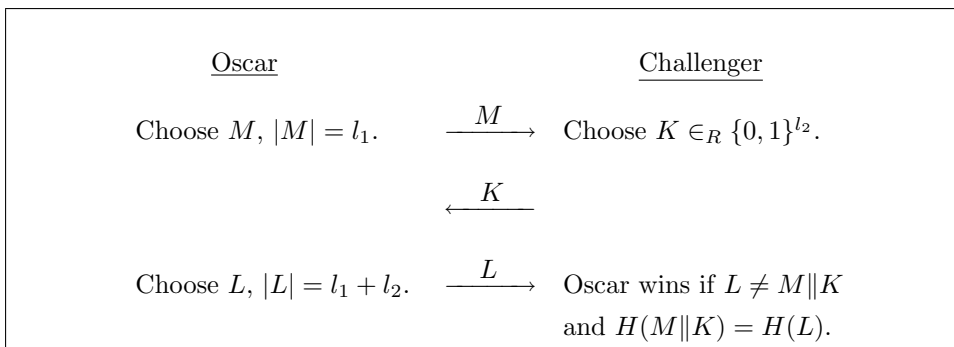 Oscar Challenger
Choose M, |M| = l₁. M Choose K ∈_R {0, 1}^{l₂}.
K
Choose L, |L| = l₁ + l₂. L Oscar wins if L ≠ M∥K
and H(M∥K) = H(L).